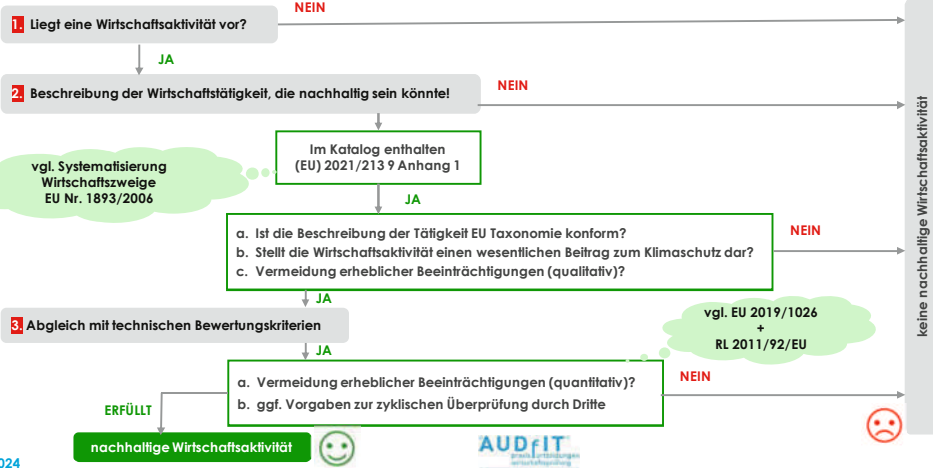 NEIN
1. Liegt eine Wirtschaftsaktivität vor?
JA
2. Beschreibung der Wirtschaftstätigkeit, die nachhaltig sein könnte!
NEIN
Im Katalog enthalten
(EU) 2021/213 9 Anhang 1
vgl. Systematisierung
Wirtschaftszweige
EU Nr. 1893/2006
JA
a. Ist die Beschreibung der Tätigkeit EU Taxonomie konform?
b. Stellt die Wirtschaftsaktivität einen wesentlichen Beitrag zum Klimaschutz dar?
c. Vermeidung erheblicher Beeinträchtigungen (qualitativ)?
NEIN
JA
3. Abgleich mit technischen Bewertungskriterien
vgl. EU 2019/1026
+
RL 2011/92/EU
JA
a. Vermeidung erheblicher Beeinträchtigungen (quantitativ)?
b. ggf. Vorgaben zur zyklischen Überprüfung durch Dritte
NEIN
ERFÜLLT
nachhaltige Wirtschaftsaktivität
keine nachhaltige Wirtschaftsaktivität
AUDfIT
praxisfortbildungen
wirtschaftsprüfung
024